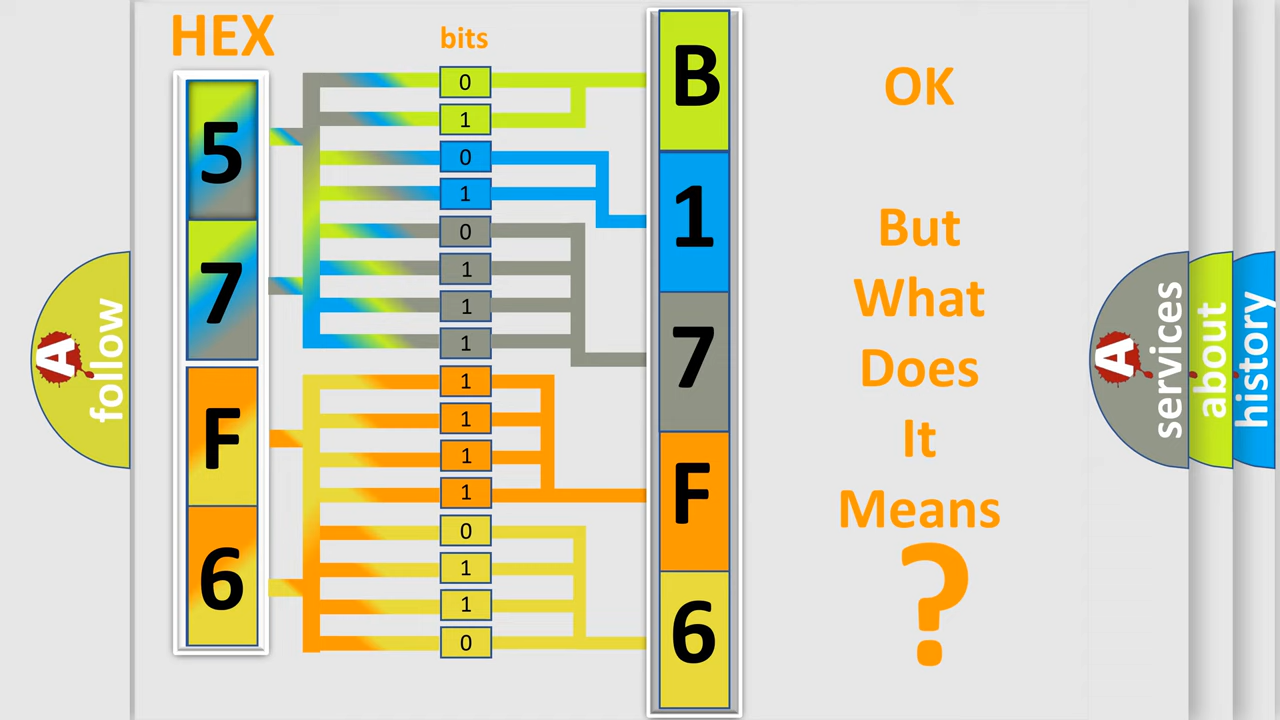 HEX
bits
5
7
F
6
0
1
0
1
0
1
1
1
1
1
1
1
0
1
1
0
B
1
7
F
6
OK
But
What
Does
It
Means
?
A
follow
A
services
about
history